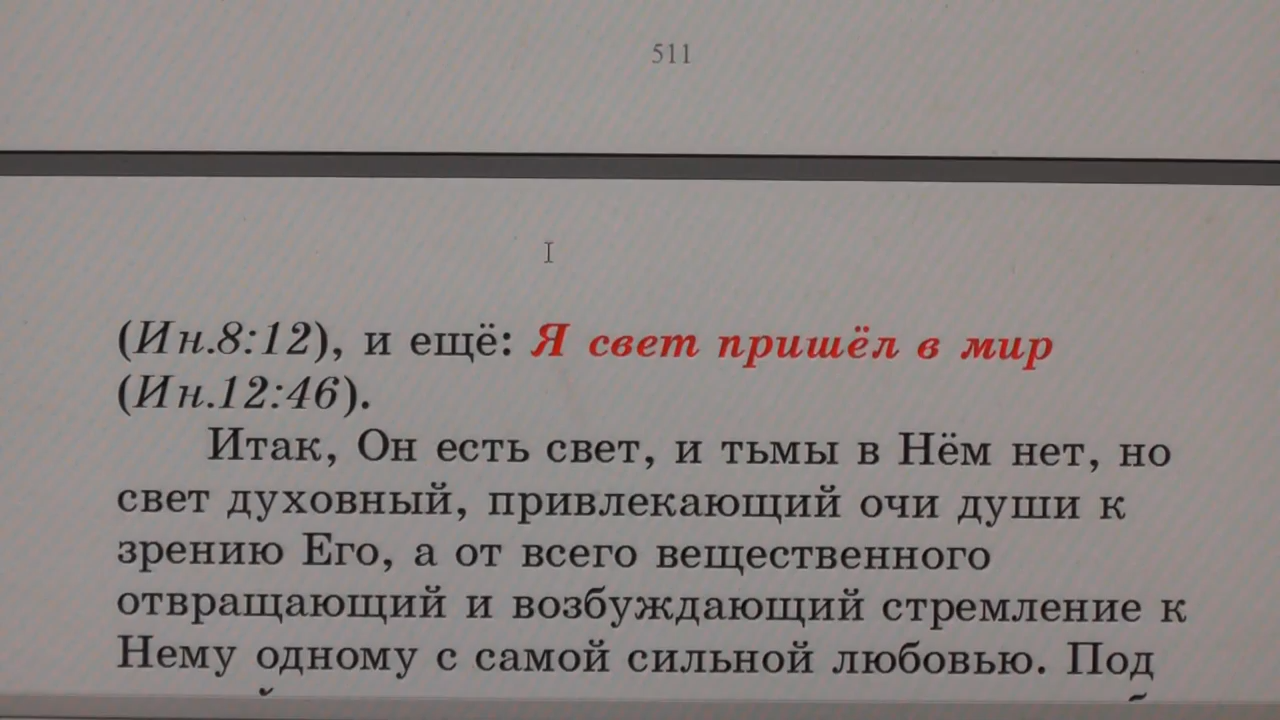 511
(Ин.8:12), и ещё: Я свет пришёл в мир
(Ин.12:46).
Итак, Он есть свет, и тьмы в Нём нет, но
свет духовный, привлекающий очи души к
зрению Его, а от всего вещественного
отвращающий и возбуждающий стремление к
Нему одному с самой сильной любовью. Под